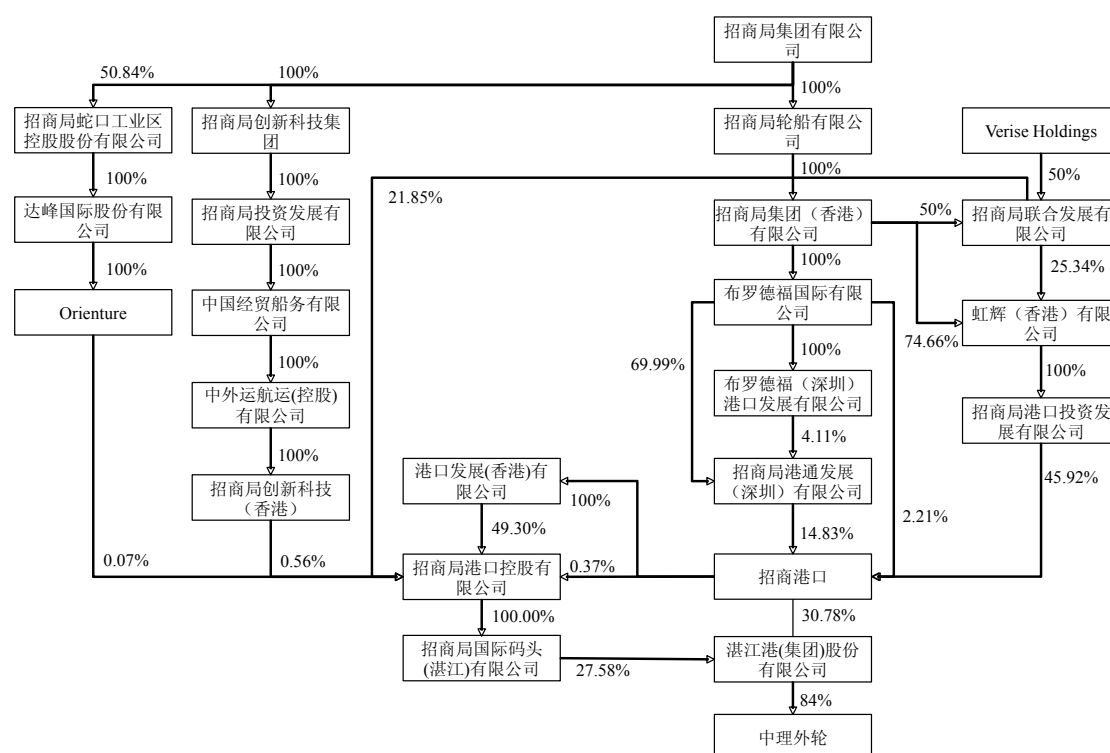 招商局集团有限公
司
50.84%
100%
100%
招商局蛇口工业区
控股股份有限公司
招商局创新科技集
团
招商局轮船有限公
司
Verise Holdings
100%
100%
100%
50%
21.85%
达峰国际股份有限
公司
招商局投资发展有
限公司
招商局集团（香港）
有限公司
50%
招商局联合发展有
限公司
100%
100%
100%
25.34%
Orienture
中国经贸船务有限
公司
布罗德福国际有限
公司
虹辉（香港）有限
公司
74.66%
100%
69.99%
100%
100%
中外运航运(控股)
有限公司
布罗德福（深圳）
港口发展有限公司
招商局港口投资发
展有限公司
100%
4.11%
招商局创新科技
（香港）
港口发展(香港)有
限公司
招商局港通发展
（深圳）有限公司
45.92%
100%
49.30%
14.83%
2.21%
0.07%
0.56%
招商局港口控股有
限公司
0.37%
招商港口
100.00%
30.78%
招商局国际码头
(湛江)有限公司
27.58%
湛江港(集团)股份
有限公司
84%
中理外轮